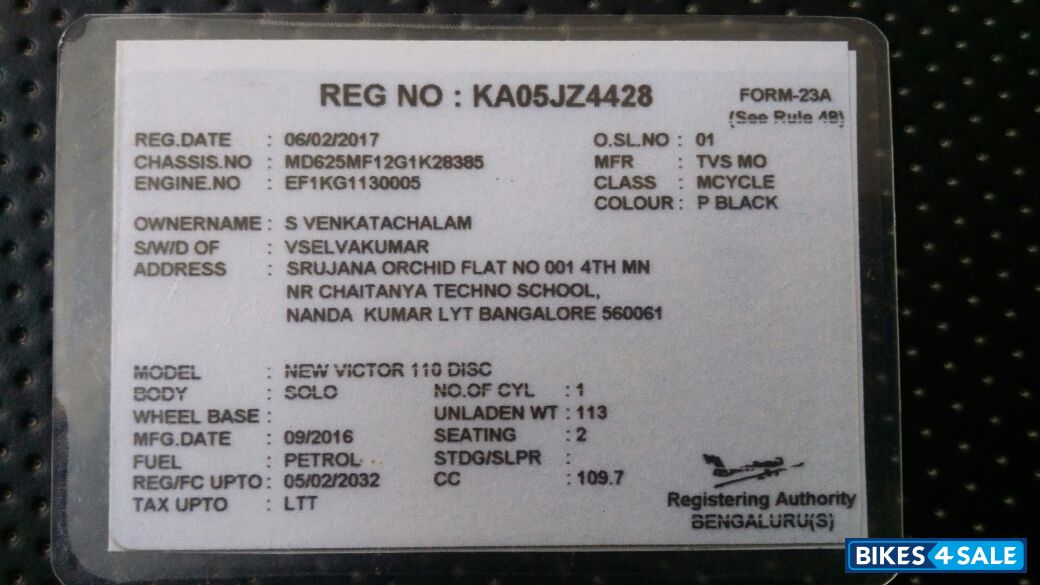 REG NO : KA05JZ4428
FORM-23A
(See Rule 48)
REG.DATE : 06/02/2017 O.SL.NO : 01
CHASSIS.NO : MD625MF12G1K28385 MFR : TVS MO
ENGINE.NO : EF1KG1130005 CLASS : MCYCLE
COLOUR : P BLACK
OWNERNAME : S VENKATACHALAM
S/W/D OF : VSELVAKUMAR
ADDRESS : SRUJANA ORCHID FLAT NO 001 4TH MN
NR CHAITANYA TECHNO SCHOOL,
NANDA KUMAR LYT BANGALORE 560061
MODEL : NEW VICTOR 110 DISC
BODY : SOLO NO.OF CYL : 1
WHEEL BASE : UNLADEN WT : 113
MFG.DATE : 09/2016 SEATING : 2
FUEL : PETROL STDG/SLPR :
REG/FC UPTO : 05/02/2032 CC : 109.7
TAX UPTO : LTT
Registering Authority
BENGALURU(S)
BIKES4SALE